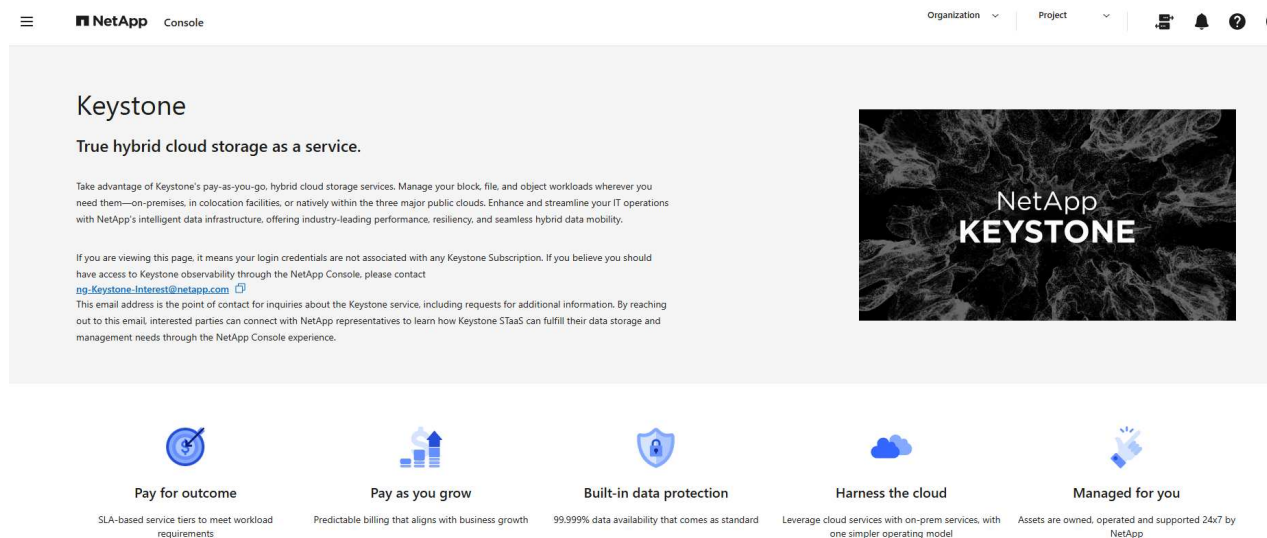 NetApp Console
Organization
Project
Keystone
True hybrid cloud storage as a service.
Take advantage of Keystone's pay-as-you-go, hybrid cloud storage services. Manage your block, file, and object workloads wherever you
need them—on-premises, in colocation facilities, or natively within the three major public clouds. Enhance and streamline your IT operations
with NetApp's intelligent data infrastructure, offering industry-leading performance, resiliency, and seamless hybrid data mobility.
If you are viewing this page, it means your login credentials are not associated with any Keystone Subscription. If you believe you should
have access to Keystone observability through the NetApp Console, please contact
ng-Keystone-Interest@netapp.com
This email address is the point of contact for inquiries about the Keystone service, including requests for additional information. By reaching
out to this email, interested parties can connect with NetApp representatives to learn how Keystone STaaS can fulfill their data storage and
management needs through the NetApp Console experience.
NetApp
KEYSTONE
Pay for outcome
SLA-based service tiers to meet workload
requirements
Pay as you grow
Predictable billing that aligns with business growth
Built-in data protection
99.999% data availability that comes as standard
Harness the cloud
Leverage cloud services with on-prem services, with
one simpler operating model
Managed for you
Assets are owned, operated and supported 24x7 by
NetApp